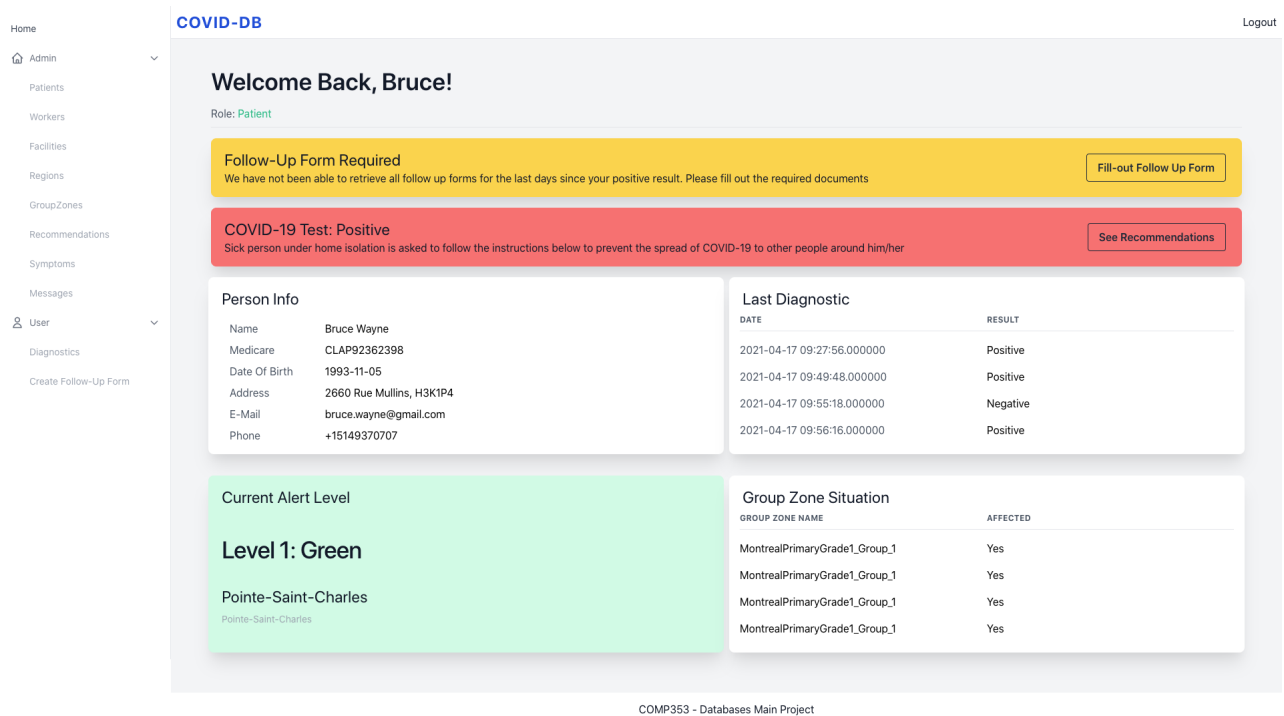 Home
COVID-DB
Logout
Admin
Patients
Workers
Facilities
Regions
GroupZones
Recommendations
Symptoms
Messages
User
Diagnostics
Create Follow-Up Form
Welcome Back, Bruce!
Role: Patient
Follow-Up Form Required
We have not been able to retrieve all follow up forms for the last days since your positive result. Please fill out the required documents
Fill-out Follow Up Form
COVID-19 Test: Positive
Sick person under home isolation is asked to follow the instructions below to prevent the spread of COVID-19 to other people around him/her
See Recommendations
Person Info
Name Bruce Wayne
Medicare CLAP92362398
Date Of Birth 1993-11-05
Address 2660 Rue Mullins, H3K1P4
E-Mail bruce.wayne@gmail.com
Phone +15149370707
Last Diagnostic
DATE RESULT
2021-04-17 09:27:56.000000 Positive
2021-04-17 09:49:48.000000 Positive
2021-04-17 09:55:18.000000 Negative
2021-04-17 09:56:16.000000 Positive
Current Alert Level
Level 1: Green
Pointe-Saint-Charles
Pointe-Saint-Charles
Group Zone Situation
GROUP ZONE NAME AFFECTED
MontrealPrimaryGrade1_Group_1 Yes
MontrealPrimaryGrade1_Group_1 Yes
MontrealPrimaryGrade1_Group_1 Yes
MontrealPrimaryGrade1_Group_1 Yes
COMP353 - Databases Main Project